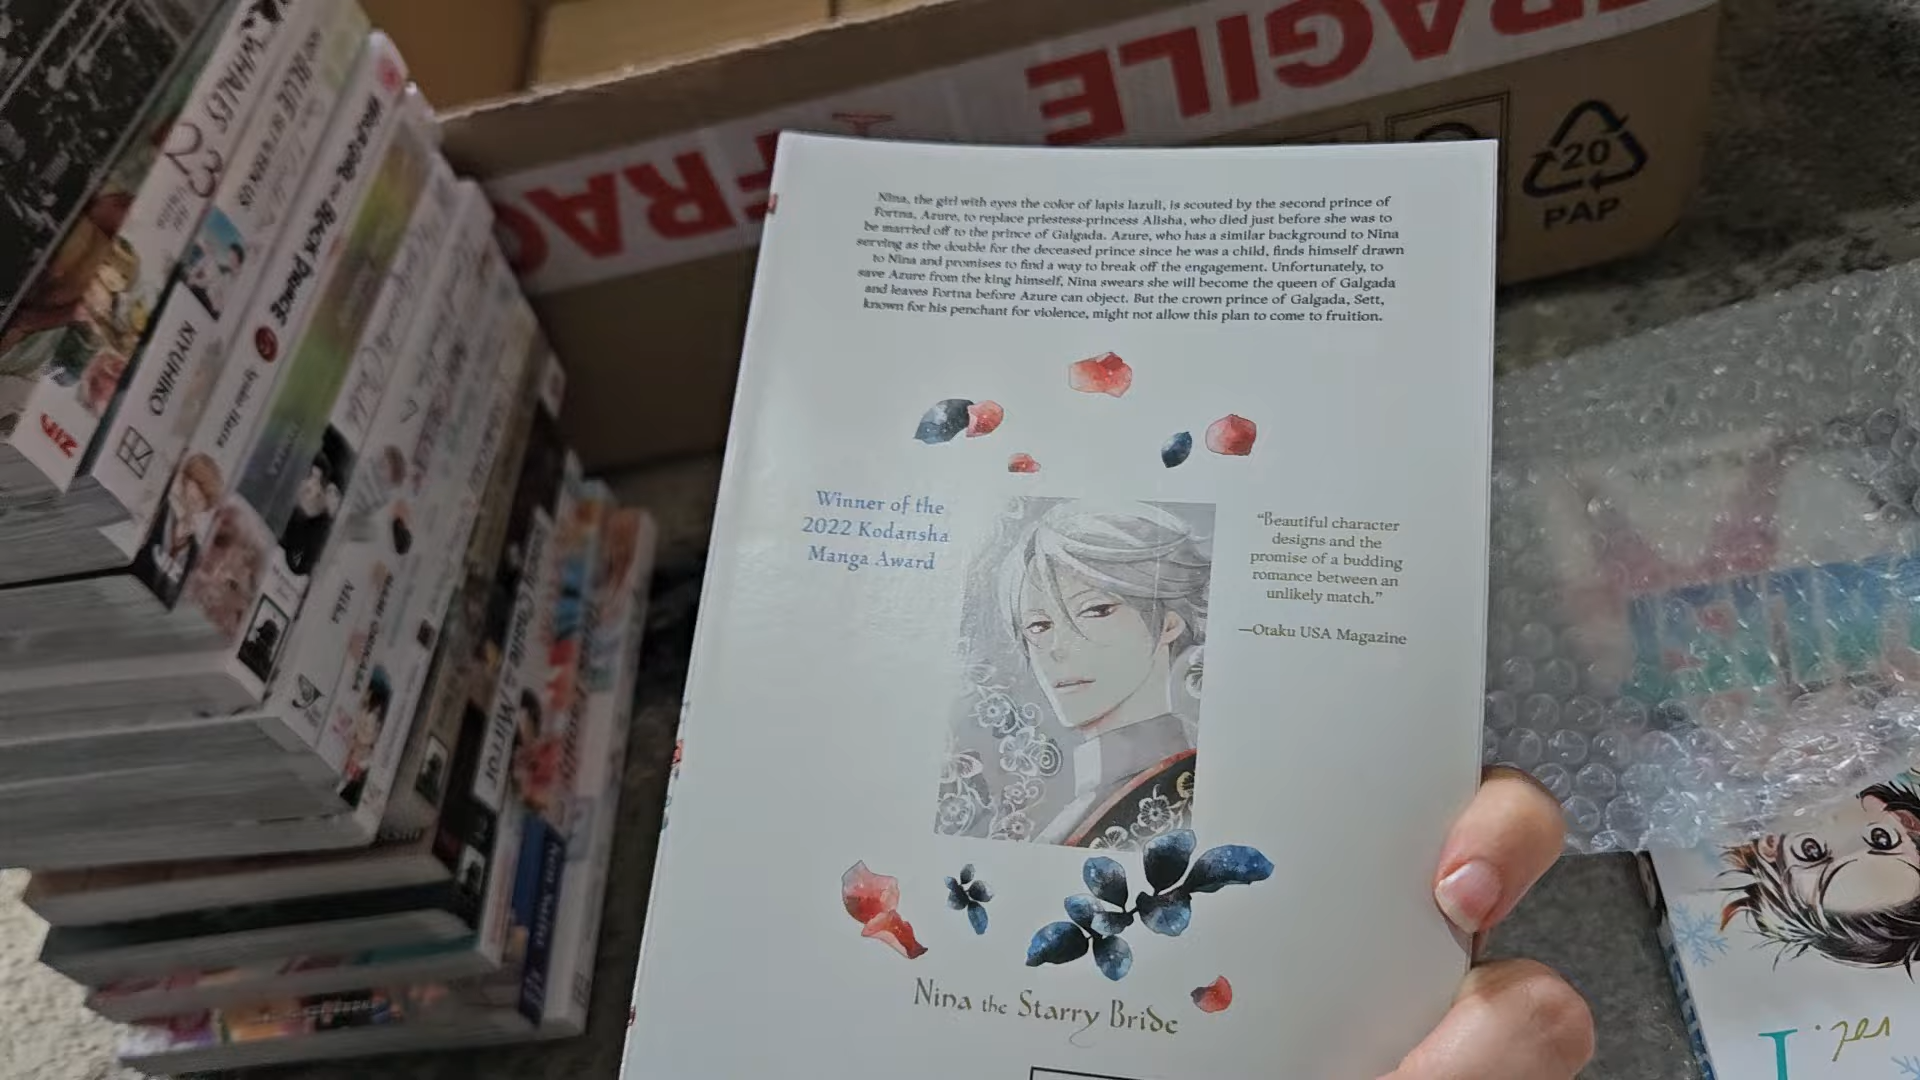 FRAGILE
FRAG
20
PAP
WHALES
23
BLUE
BETWEEN US
KIYUHIKO
WOLF GIRL AND BLACK PRINCE
Nina, the girl with eyes the color of lapis lazuli, is scouted by the second prince of
Fortna, Azure, to replace priestess-princess Alisha, who died just before she was to
be married off to the prince of Galgada. Azure, who has a similar background to Nina
serving as the double for the deceased prince since he was a child, finds himself drawn
to Nina and promises to find a way to break off the engagement. Unfortunately, to
save Azure from the king himself, Nina swears she will become the queen of Galgada
and leaves Fortna before Azure can object. But the crown prince of Galgada, Sett,
known for his penchant for violence, might not allow this plan to come to fruition.
Winner of the
2022 Kodansha
Manga Award
“Beautiful character
designs and the
promise of a budding
romance between an
unlikely match.”
—Otaku USA Magazine
Nina the Starry Bride